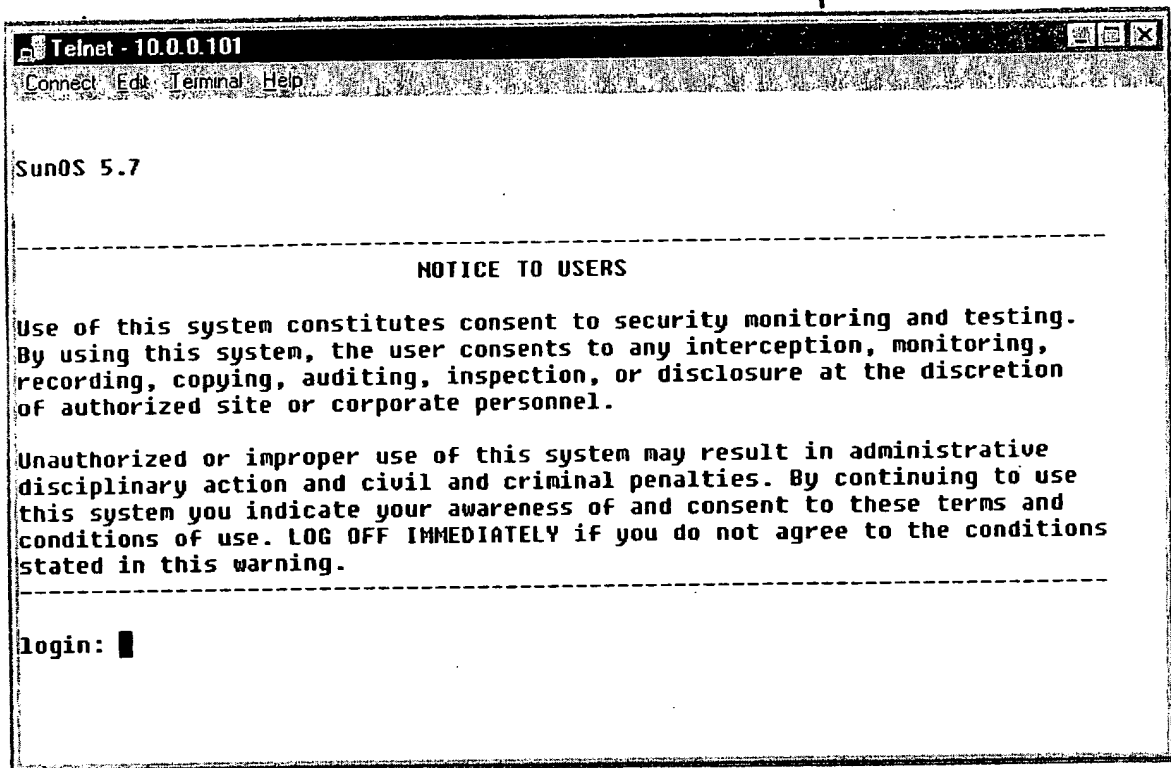 Telnet - 10.0.0.101
Connect Edit Terminal Help
SunOS 5.7
--------------------------------------------------------------------------------
NOTICE TO USERS
Use of this system constitutes consent to security monitoring and testing.
By using this system, the user consents to any interception, monitoring,
recording, copying, auditing, inspection, or disclosure at the discretion
of authorized site or corporate personnel.
Unauthorized or improper use of this system may result in administrative
disciplinary action and civil and criminal penalties. By continuing to use
this system you indicate your awareness of and consent to these terms and
conditions of use. LOG OFF IMMEDIATELY if you do not agree to the conditions
stated in this warning.
--------------------------------------------------------------------------------
login: